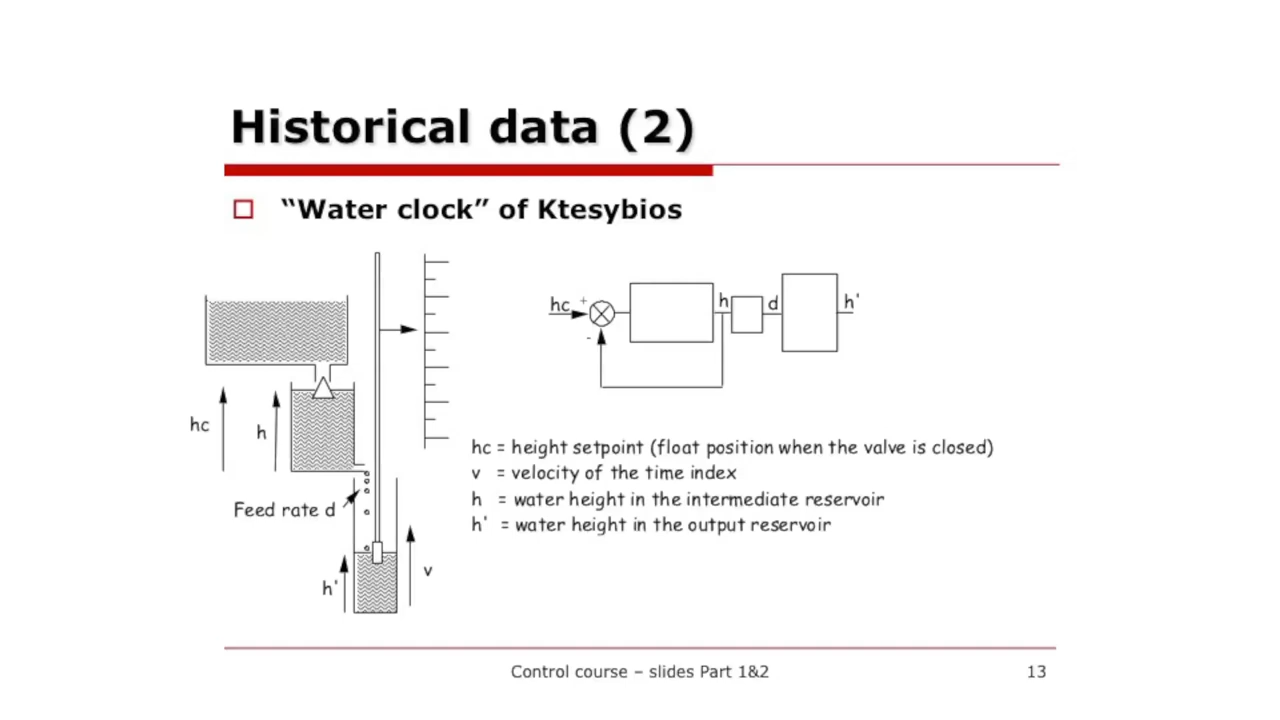 Historical data (2)
“Water clock” of Ktesybios
hc
+
-
h
d
h'
hc
h
Feed rate d
h'
v
hc = height setpoint (float position when the valve is closed)
v = velocity of the time index
h = water height in the intermediate reservoir
h' = water height in the output reservoir
Control course – slides Part 1&2
13